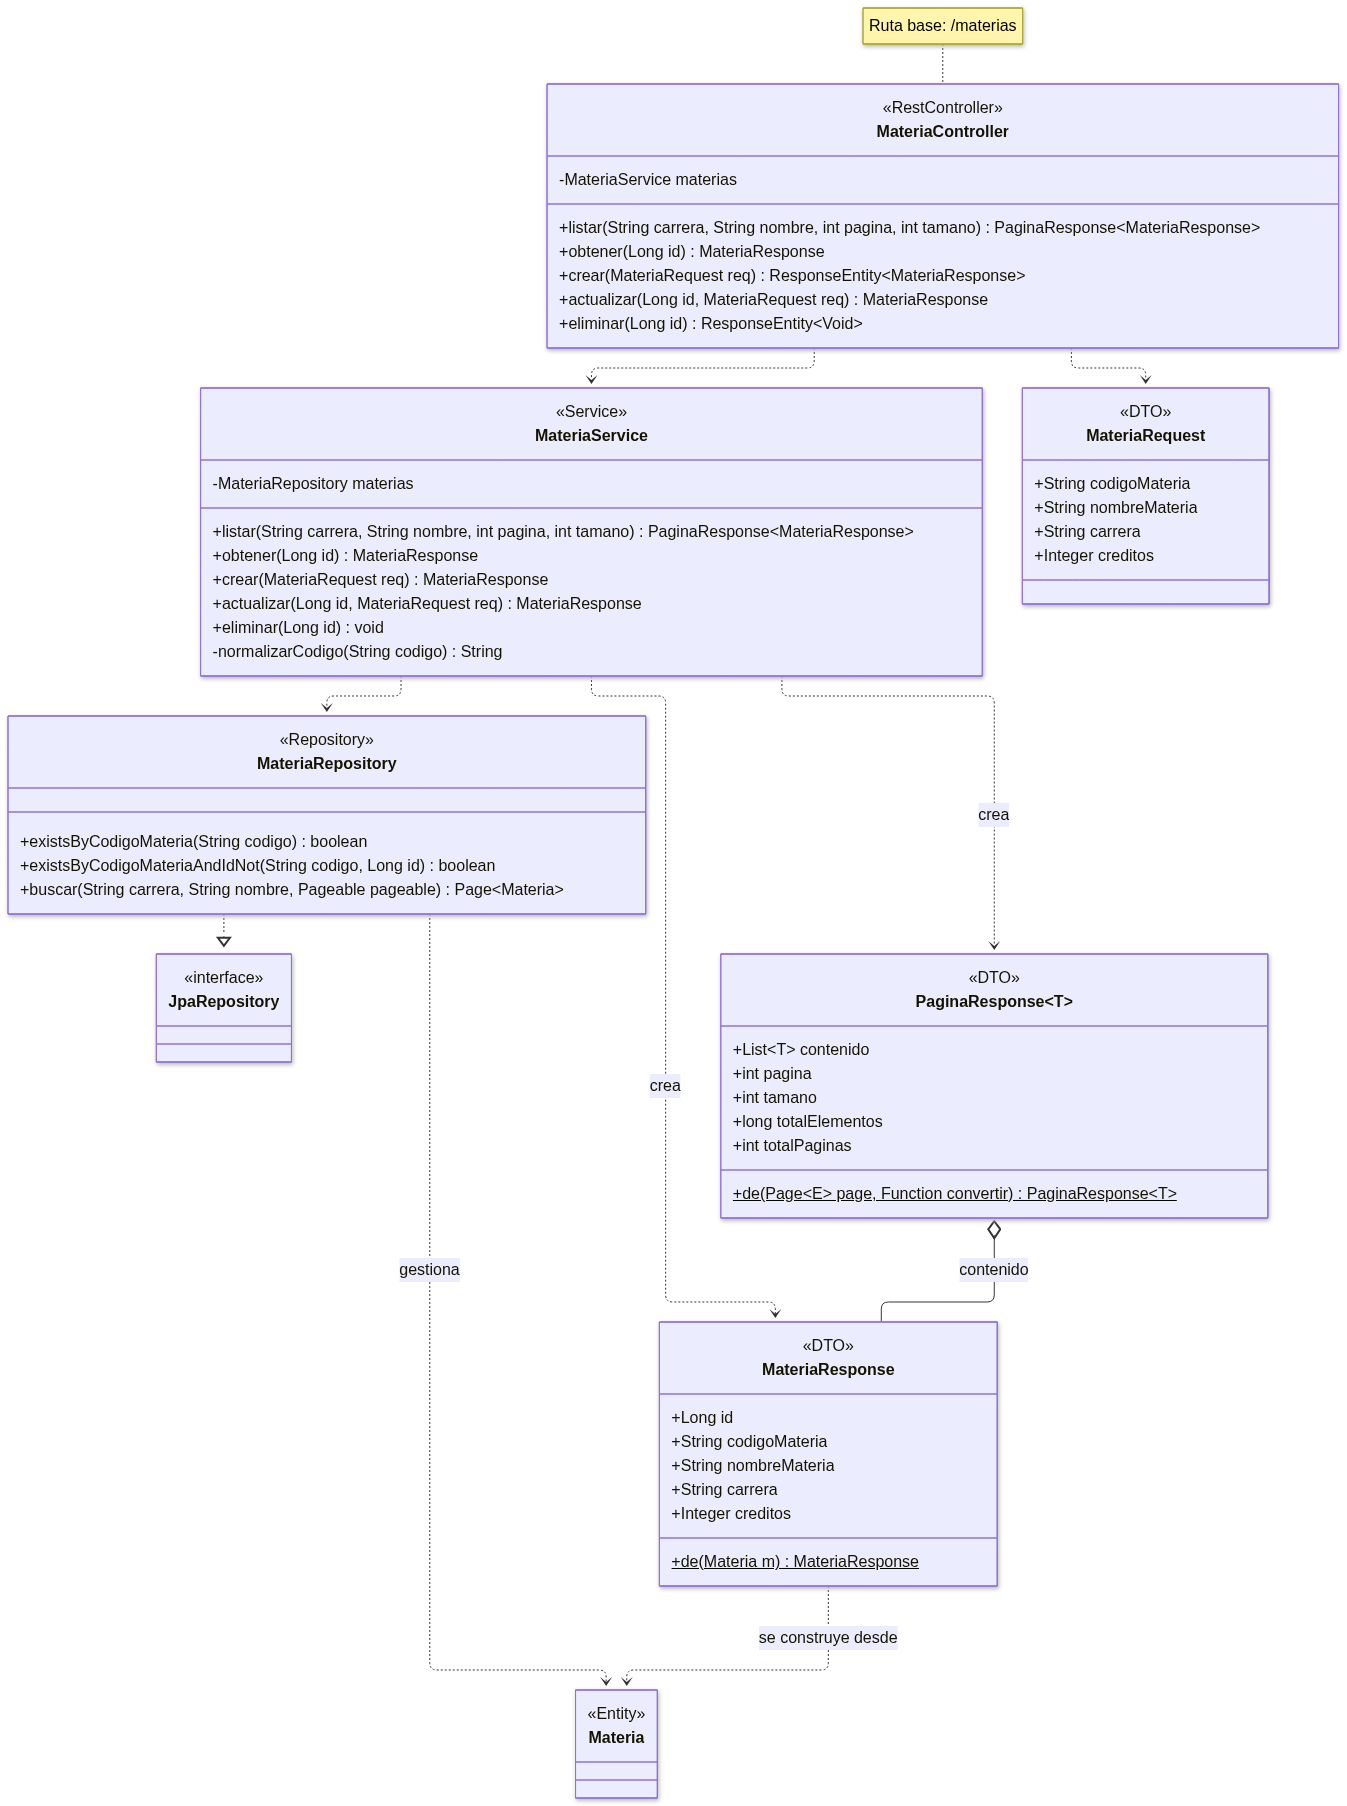 Ruta base: /materias
«RestController»
MateriaController
-MateriaService materias
+listar(String carrera, String nombre, int pagina, int tamano) : PaginaResponse<MateriaResponse>
+obtener(Long id) : MateriaResponse
+crear(MateriaRequest req) : ResponseEntity<MateriaResponse>
+actualizar(Long id, MateriaRequest req) : MateriaResponse
+eliminar(Long id) : ResponseEntity<Void>
«Service»
MateriaService
-MateriaRepository materias
+listar(String carrera, String nombre, int pagina, int tamano) : PaginaResponse<MateriaResponse>
+obtener(Long id) : MateriaResponse
+crear(MateriaRequest req) : MateriaResponse
+actualizar(Long id, MateriaRequest req) : MateriaResponse
+eliminar(Long id) : void
-normalizarCodigo(String codigo) : String
«DTO»
MateriaRequest
+String codigoMateria
+String nombreMateria
+String carrera
+Integer creditos
«Repository»
MateriaRepository
+existsByCodigoMateria(String codigo) : boolean
+existsByCodigoMateriaAndIdNot(String codigo, Long id) : boolean
+buscar(String carrera, String nombre, Pageable pageable) : Page<Materia>
crea
«interface»
JpaRepository
«DTO»
PaginaResponse<T>
+List<T> contenido
+int pagina
+int tamano
+long totalElementos
+int totalPaginas
+de(Page<E> page, Function convertir) : PaginaResponse<T>
crea
gestiona
contenido
«DTO»
MateriaResponse
+Long id
+String codigoMateria
+String nombreMateria
+String carrera
+Integer creditos
+de(Materia m) : MateriaResponse
se construye desde
«Entity»
Materia